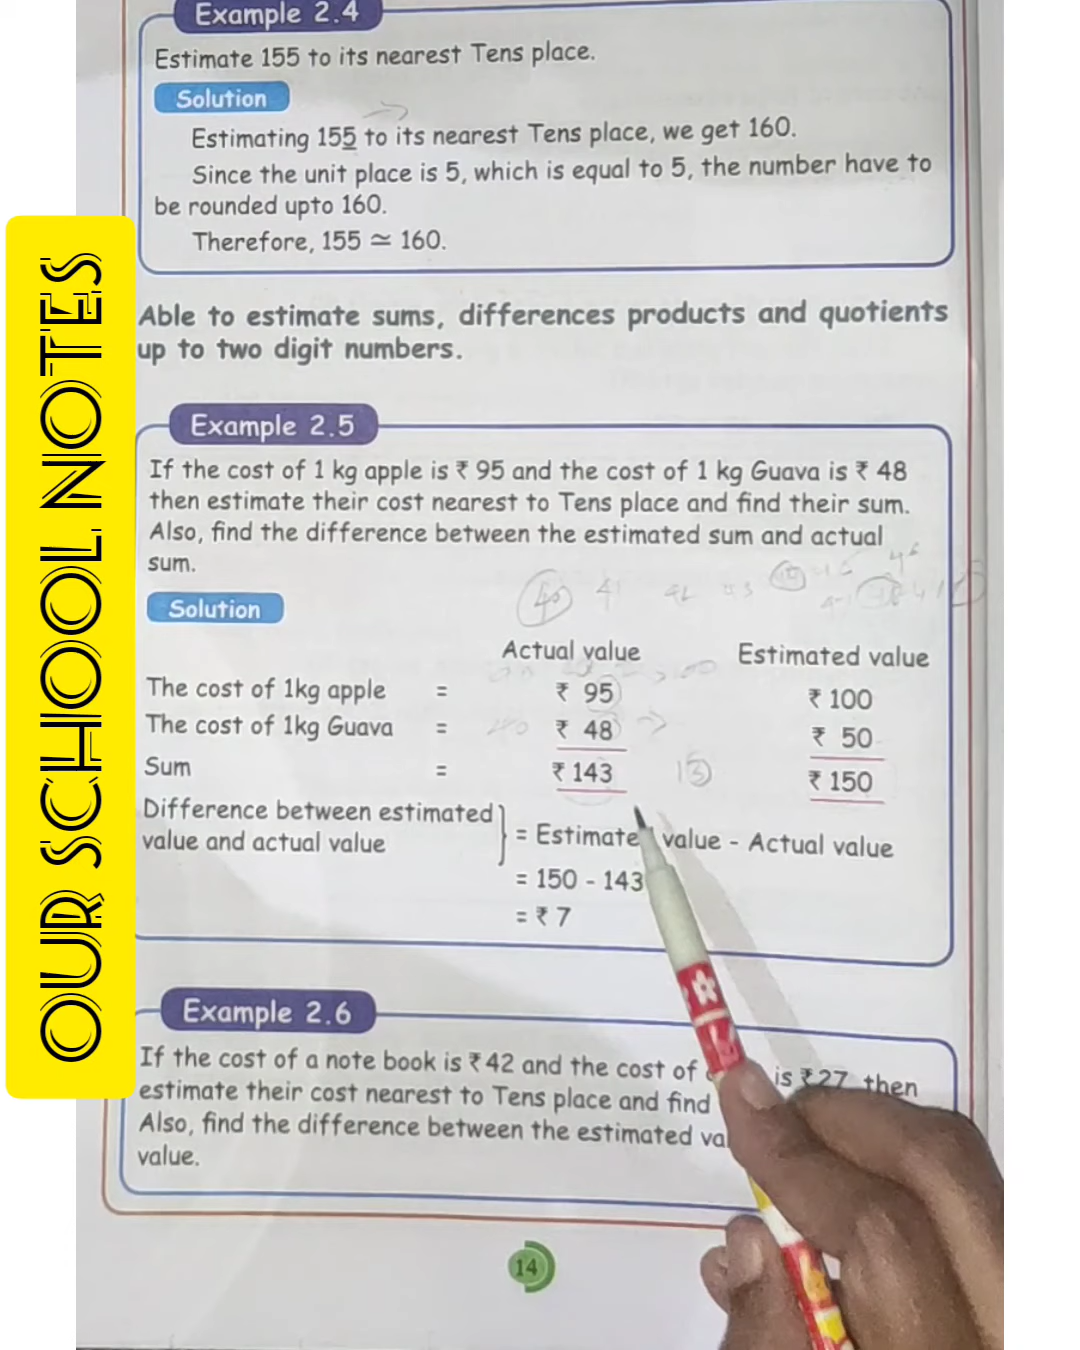 Example 2.4
Estimate 155 to its nearest Tens place.
Solution
Estimating 155 to its nearest Tens place, we get 160.
Since the unit place is 5, which is equal to 5, the number have to
be rounded upto 160.
Therefore, 155 ≃ 160.
OUR SCHOOL NOTES
Able to estimate sums, differences products and quotients
up to two digit numbers.
Example 2.5
If the cost of 1 kg apple is ₹ 95 and the cost of 1 kg Guava is ₹ 48
then estimate their cost nearest to Tens place and find their sum.
Also, find the difference between the estimated sum and actual
sum.
Solution
40 41 42
Actual value Estimated value
The cost of 1kg apple = ₹ 95 ₹ 100
The cost of 1kg Guava = ₹ 48 ₹ 50
Sum = ₹ 143 ₹ 150
13
Difference between estimated
value and actual value
} = Estimate value - Actual value
= 150 - 143
= ₹ 7
Example 2.6
If the cost of a note book is ₹ 42 and the cost of is ₹ 27 then
estimate their cost nearest to Tens place and find
Also, find the difference between the estimated
value.
14